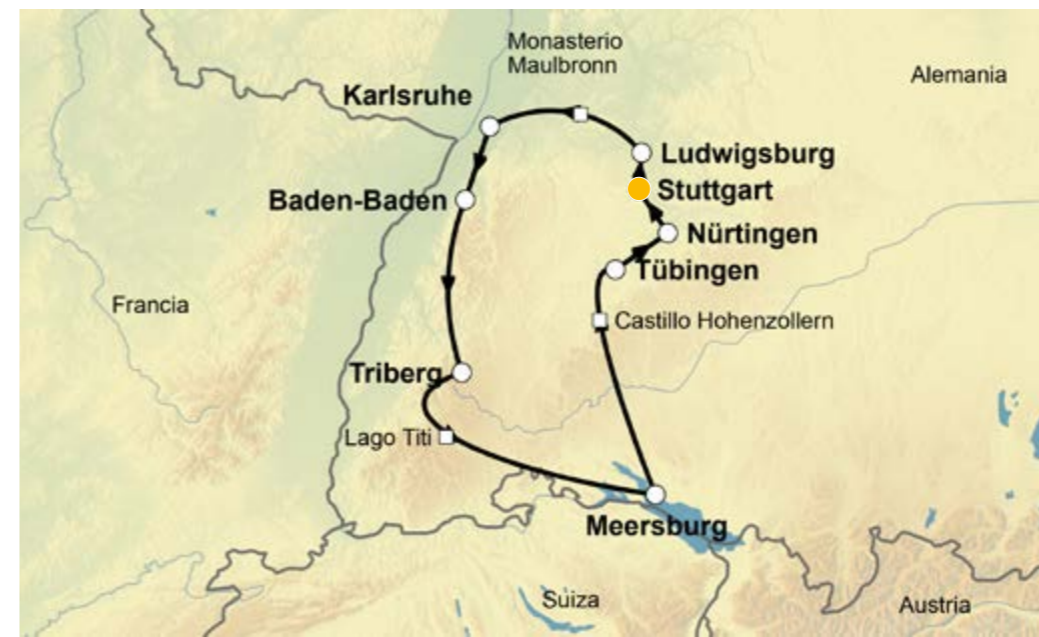 Monasterio
Maulbronn
Alemania
Karlsruhe
Ludwigsburg
Stuttgart
Baden-Baden
Nürtingen
Tübingen
Francia
Castillo Hohenzollern
Triberg
Lago Titi
Meersburg
Suiza
Austria